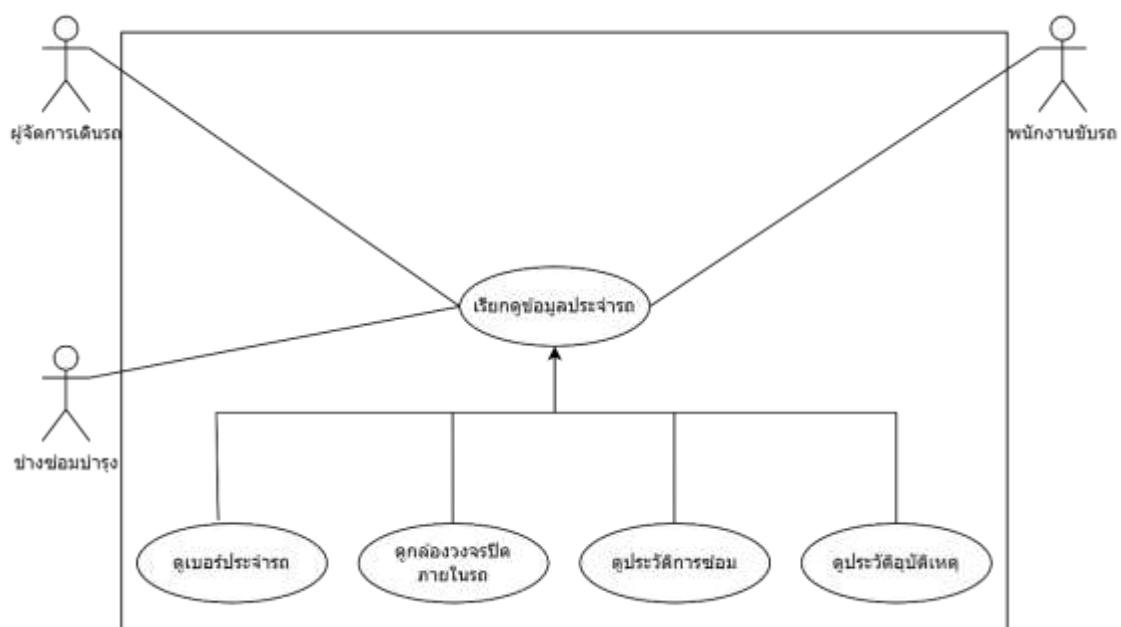 ผู้จัดการเดินรถ
พนักงานขับรถ
เรียกดูข้อมูลประจำรถ
ช่างซ่อมบำรุง
ดูเบอร์ประจำรถ
ดูกล้องวงจรปิด
ภายในรถ
ดูประวัติการซ่อม
ดูประวัติอุบัติเหตุ